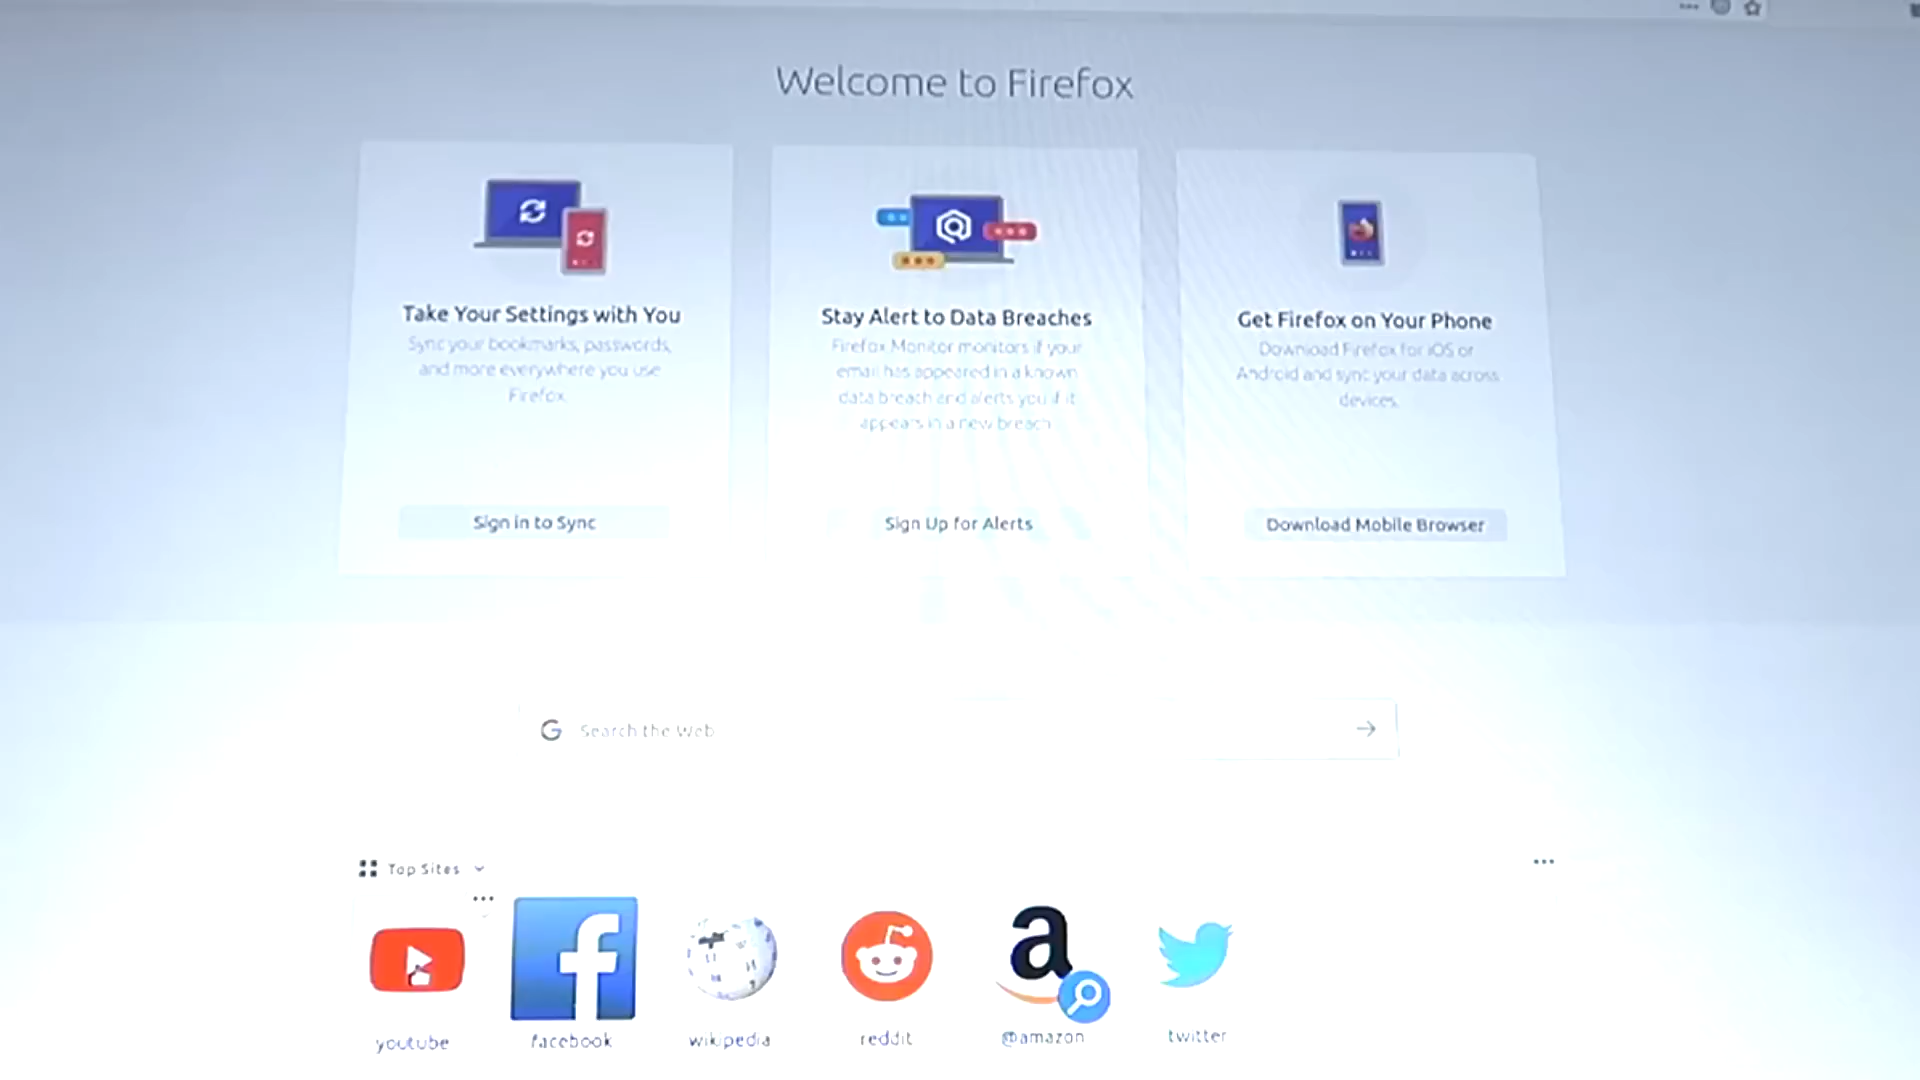 Welcome to Firefox
Take Your Settings with You
Sync your bookmarks, passwords,
and more everywhere you use
Firefox.
Sign in to Sync
Stay Alert to Data Breaches
Firefox Monitor monitors if your
email has appeared in a known
data breach and alerts you if it
appears in a new breach.
Sign Up for Alerts
Get Firefox on Your Phone
Download Firefox for iOS or
Android and sync your data across
devices.
Download Mobile Browser
G Search the Web
Top Sites
youtube
facebook
wikipedia
reddit
@amazon
twitter